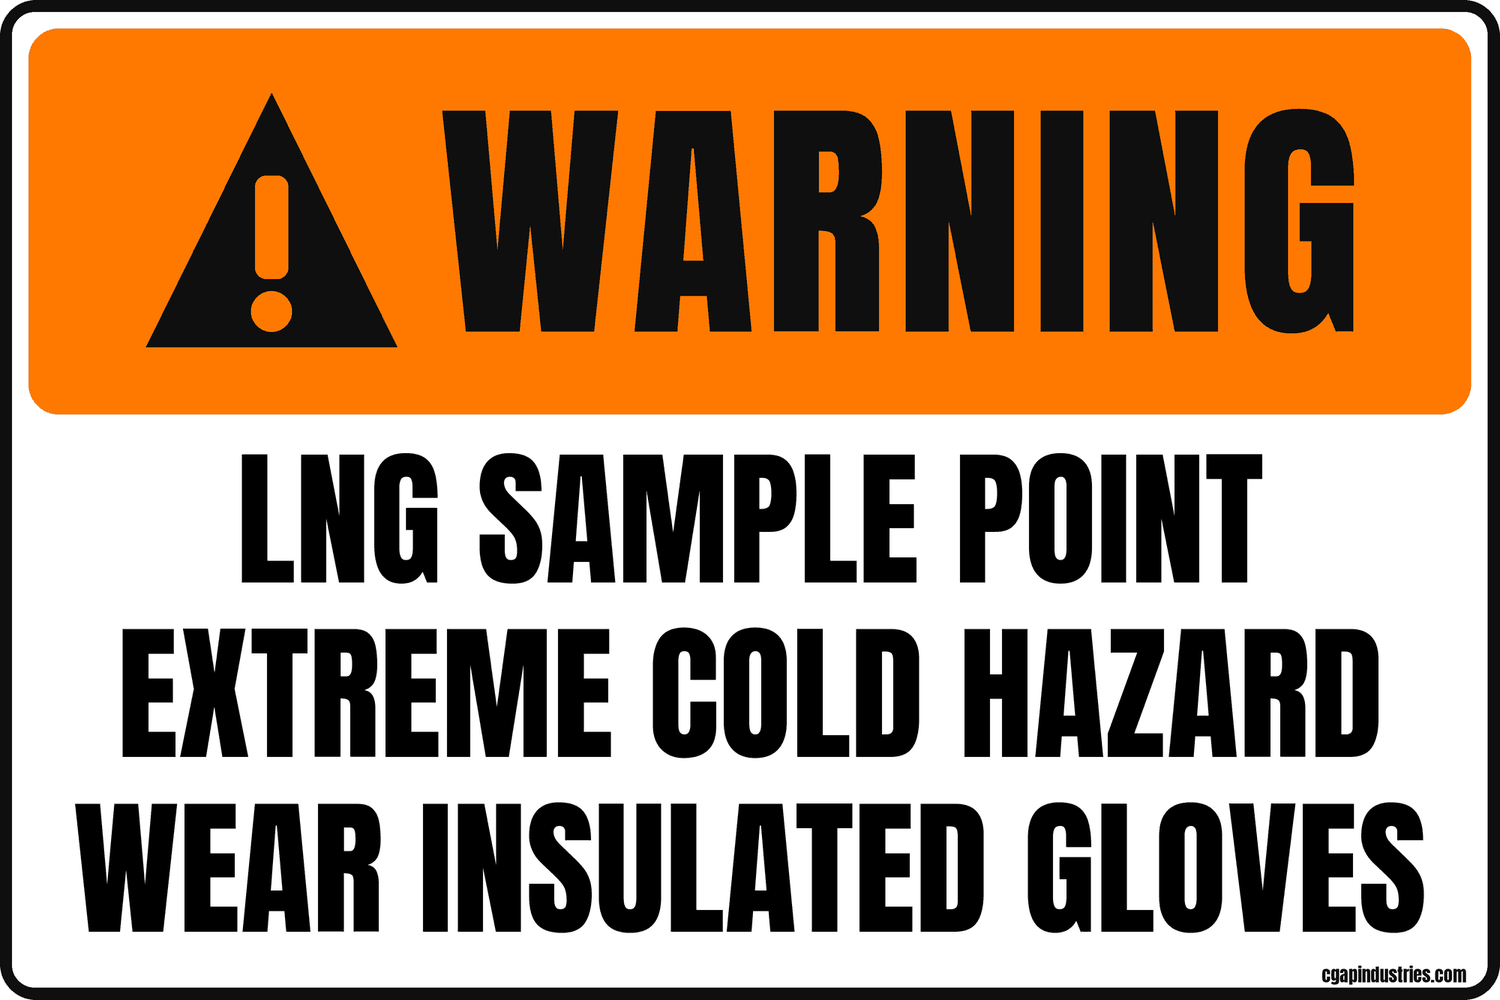 WARNING
LNG SAMPLE POINT
EXTREME COLD HAZARD
WEAR INSULATED GLOVES
cgapindustries.com